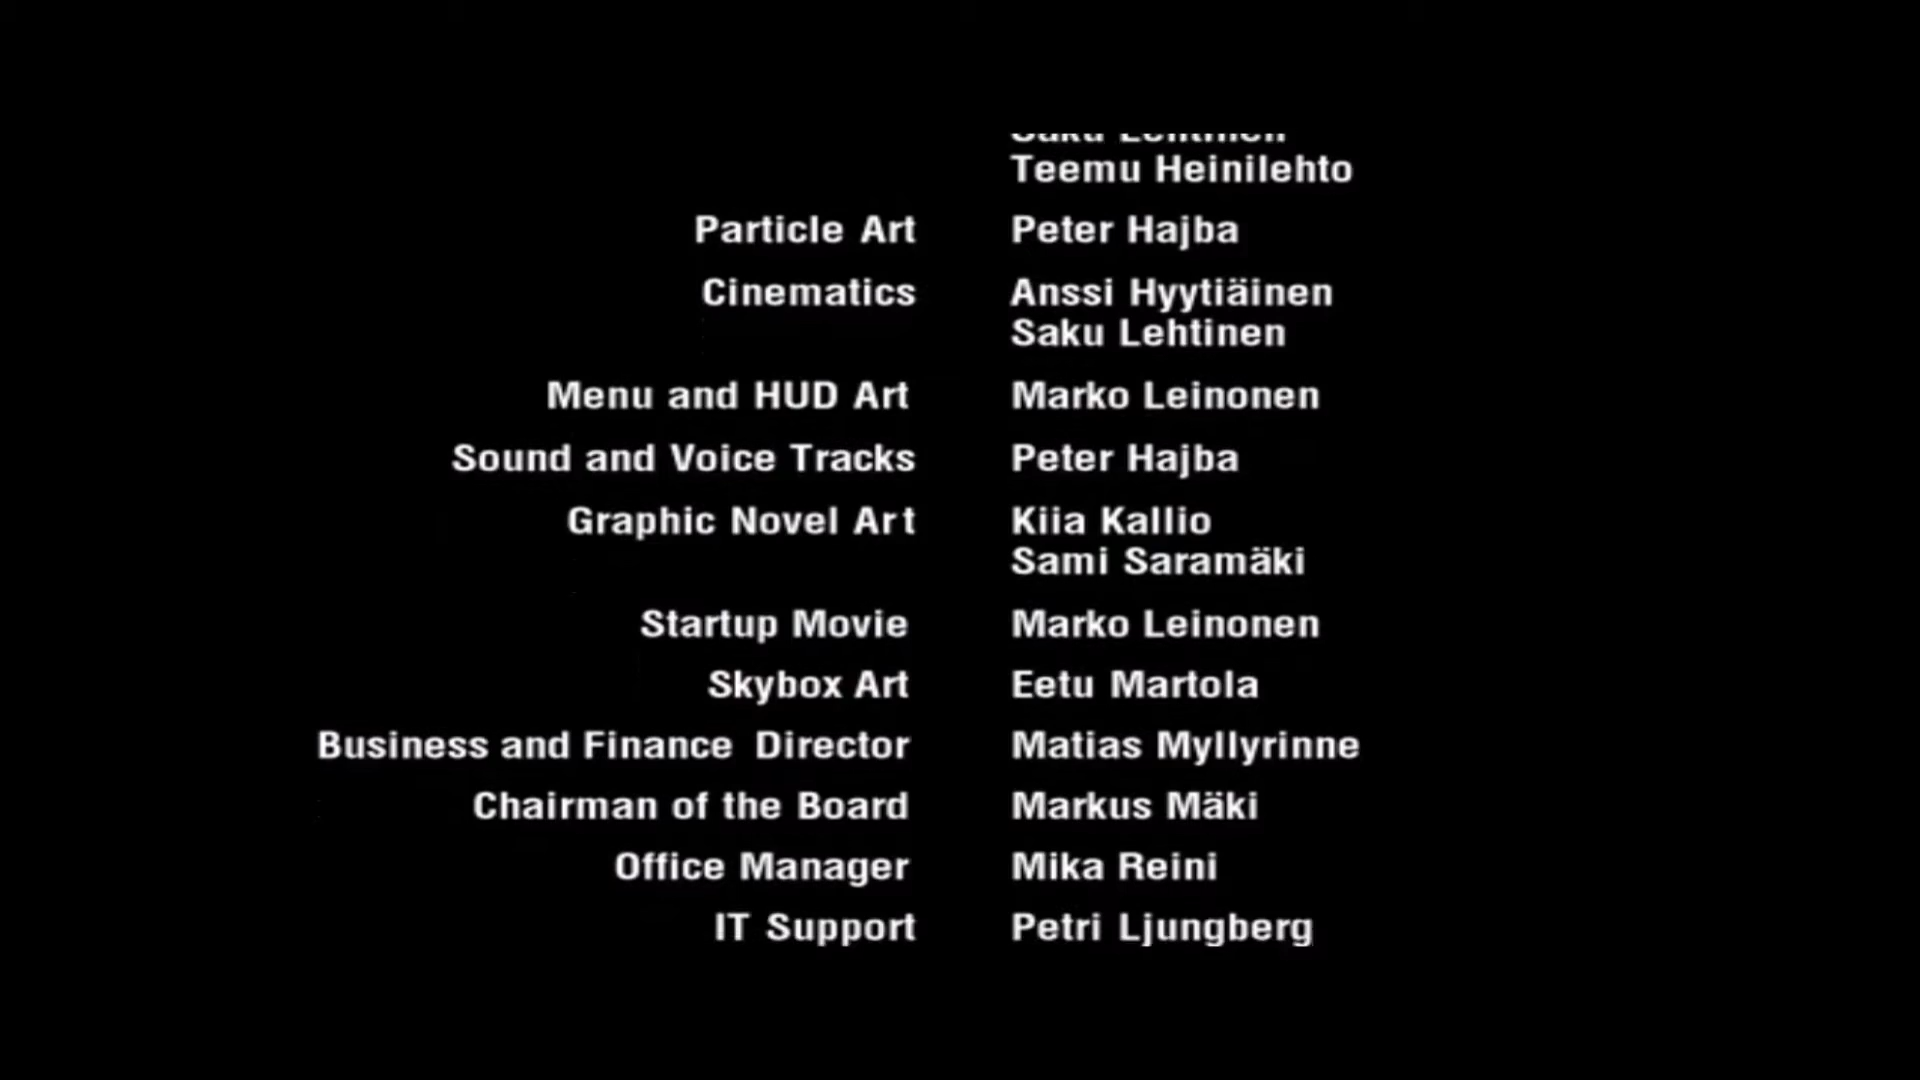 Saku Lehtinen
Teemu Heinilehto
Particle Art Peter Hajba
Cinematics Anssi Hyytiäinen
Saku Lehtinen
Menu and HUD Art Marko Leinonen
Sound and Voice Tracks Peter Hajba
Graphic Novel Art Kiia Kallio
Sami Saramäki
Startup Movie Marko Leinonen
Skybox Art Eetu Martola
Business and Finance Director Matias Myllyrinne
Chairman of the Board Markus Mäki
Office Manager Mika Reini
IT Support Petri Ljungberg